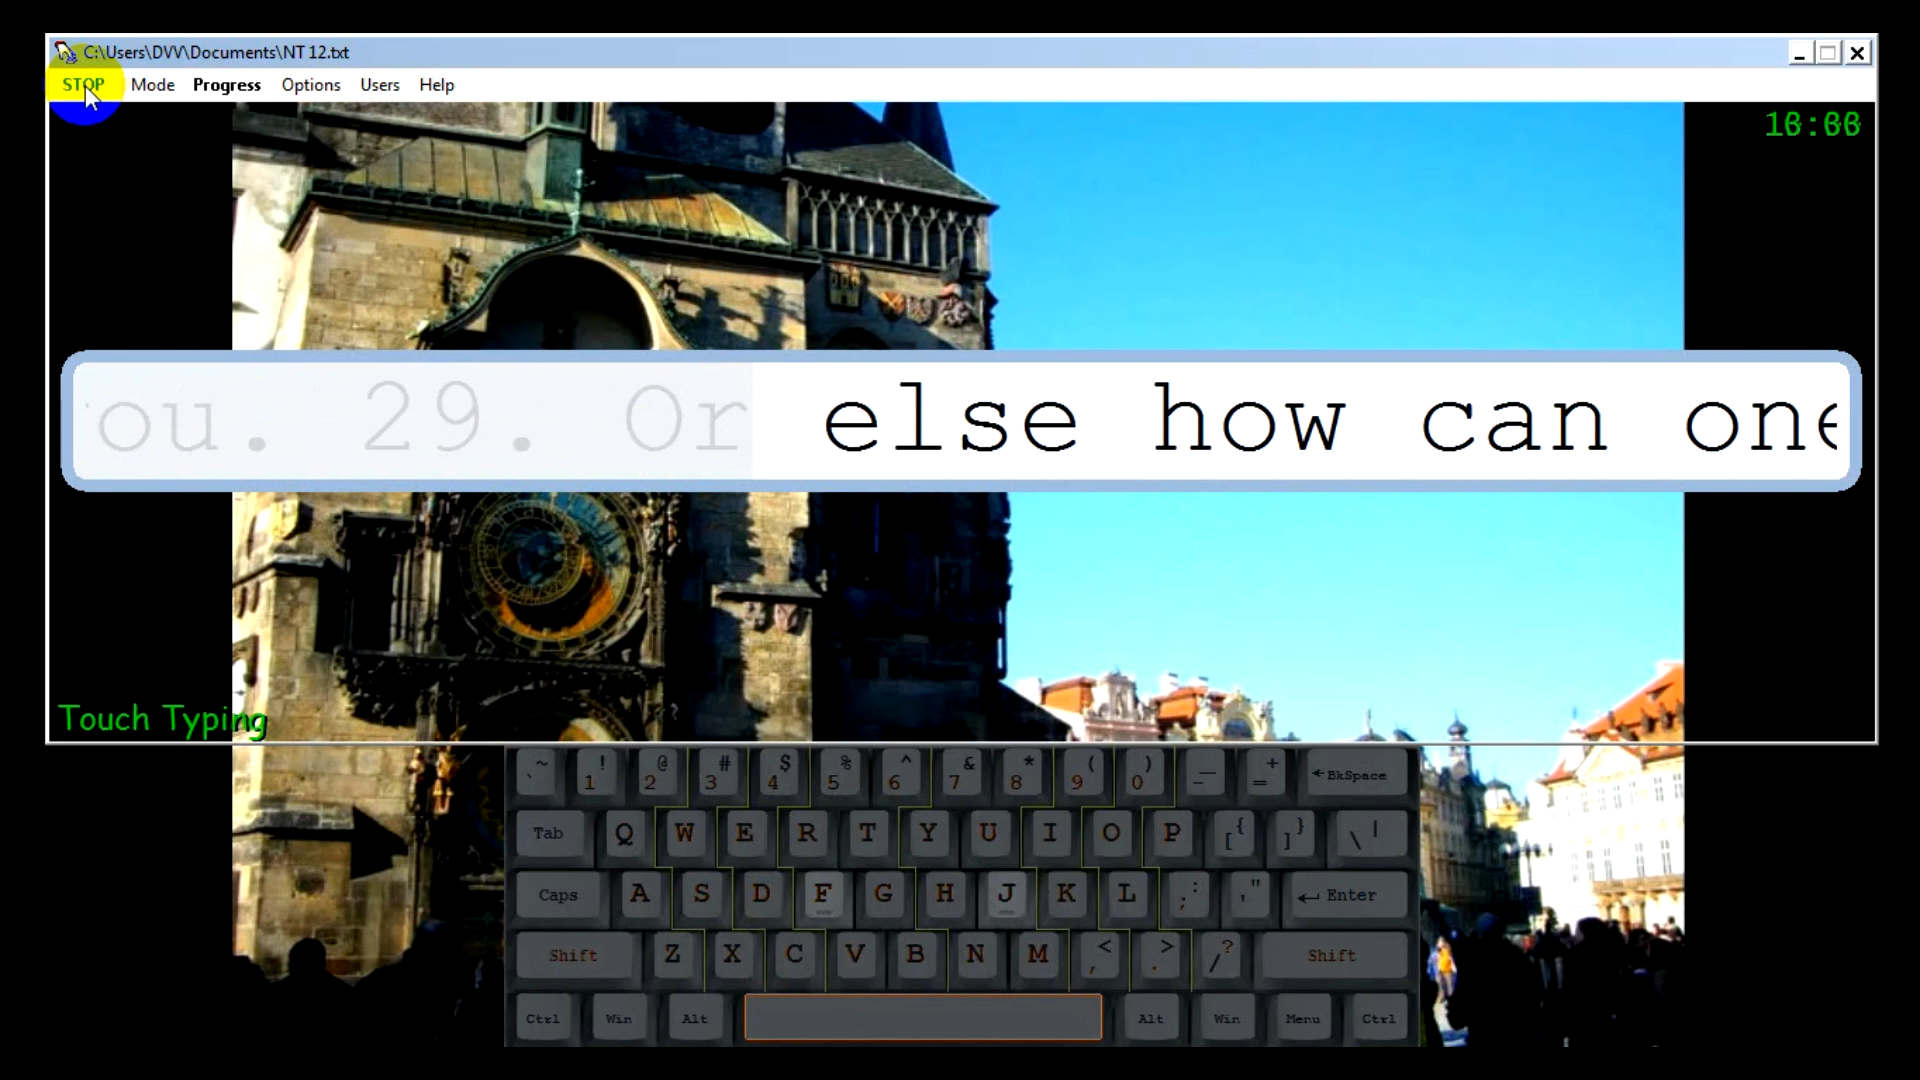 C:\Users\DVV\Documents\NT 12.txt
STOP Mode Progress Options Users Help
ou. 29. Or else how can one
Touch Typing
` ~ 1 ! 2 @ 3 # 4 $ 5 % 6 ^ 7 & 8 * 9 ( 0 ) - _ = + ←BkSpace
Tab Q W E R T Y U I O P [ { ] } \ |
Caps A S D F G H J K L ; : ' " ↵ Enter
Shift Z X C V B N M , < . > / ? Shift
Ctrl Win Alt Alt Win Menu Ctrl